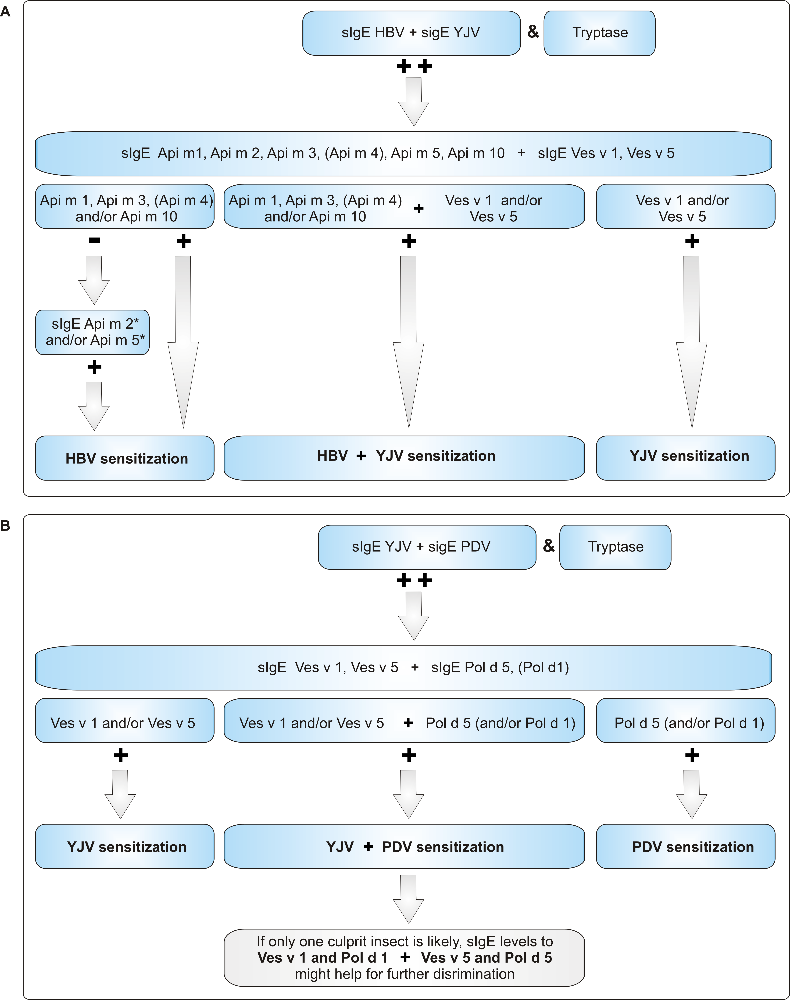 A
sIgE HBV + sigE YJV & Tryptase
+ +
sIgE Api m1, Api m 2, Api m 3, (Api m 4), Api m 5, Api m 10 + sIgE Ves v 1, Ves v 5
Api m 1, Api m 3, (Api m 4)
and/or Api m 10
Api m 1, Api m 3, (Api m 4)
and/or Api m 10
+
Ves v 1 and/or
Ves v 5
Ves v 1 and/or
Ves v 5
- + + +
sIgE Api m 2*
and/or Api m 5*
+
HBV sensitization
HBV + YJV sensitization
YJV sensitization
B
sIgE YJV + sigE PDV & Tryptase
+ +
sIgE Ves v 1, Ves v 5 + sIgE Pol d 5, (Pol d1)
Ves v 1 and/or Ves v 5
Ves v 1 and/or Ves v 5 + Pol d 5 (and/or Pol d 1)
Pol d 5 (and/or Pol d 1)
+ + +
YJV sensitization
YJV + PDV sensitization
PDV sensitization
If only one culprit insect is likely, sIgE levels to
Ves v 1 and Pol d 1 + Ves v 5 and Pol d 5
might help for further disrimination